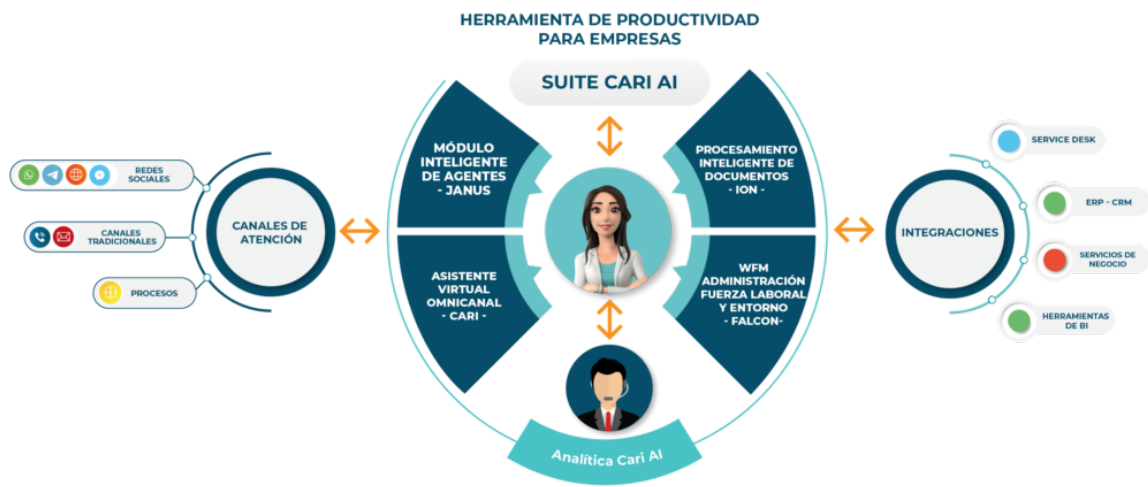 HERRAMIENTA DE PRODUCTIVIDAD
PARA EMPRESAS
SUITE CARI AI
MÓDULO
INTELIGENTE
DE AGENTES
- JANUS
PROCESAMIENTO
INTELIGENTE DE
DOCUMENTOS
- ION -
ASISTENTE
VIRTUAL
OMNICANAL
- CARI -
WFM
ADMINISTRACIÓN
FUERZA LABORAL
Y ENTORNO
- FALCON-
Analítica Cari AI
REDES
SOCIALES
CANALES
TRADICIONALES
PROCESOS
CANALES DE
ATENCIÓN
INTEGRACIONES
SERVICE DESK
ERP - CRM
SERVICIOS DE
NEGOCIO
HERRAMIENTAS
DE BI